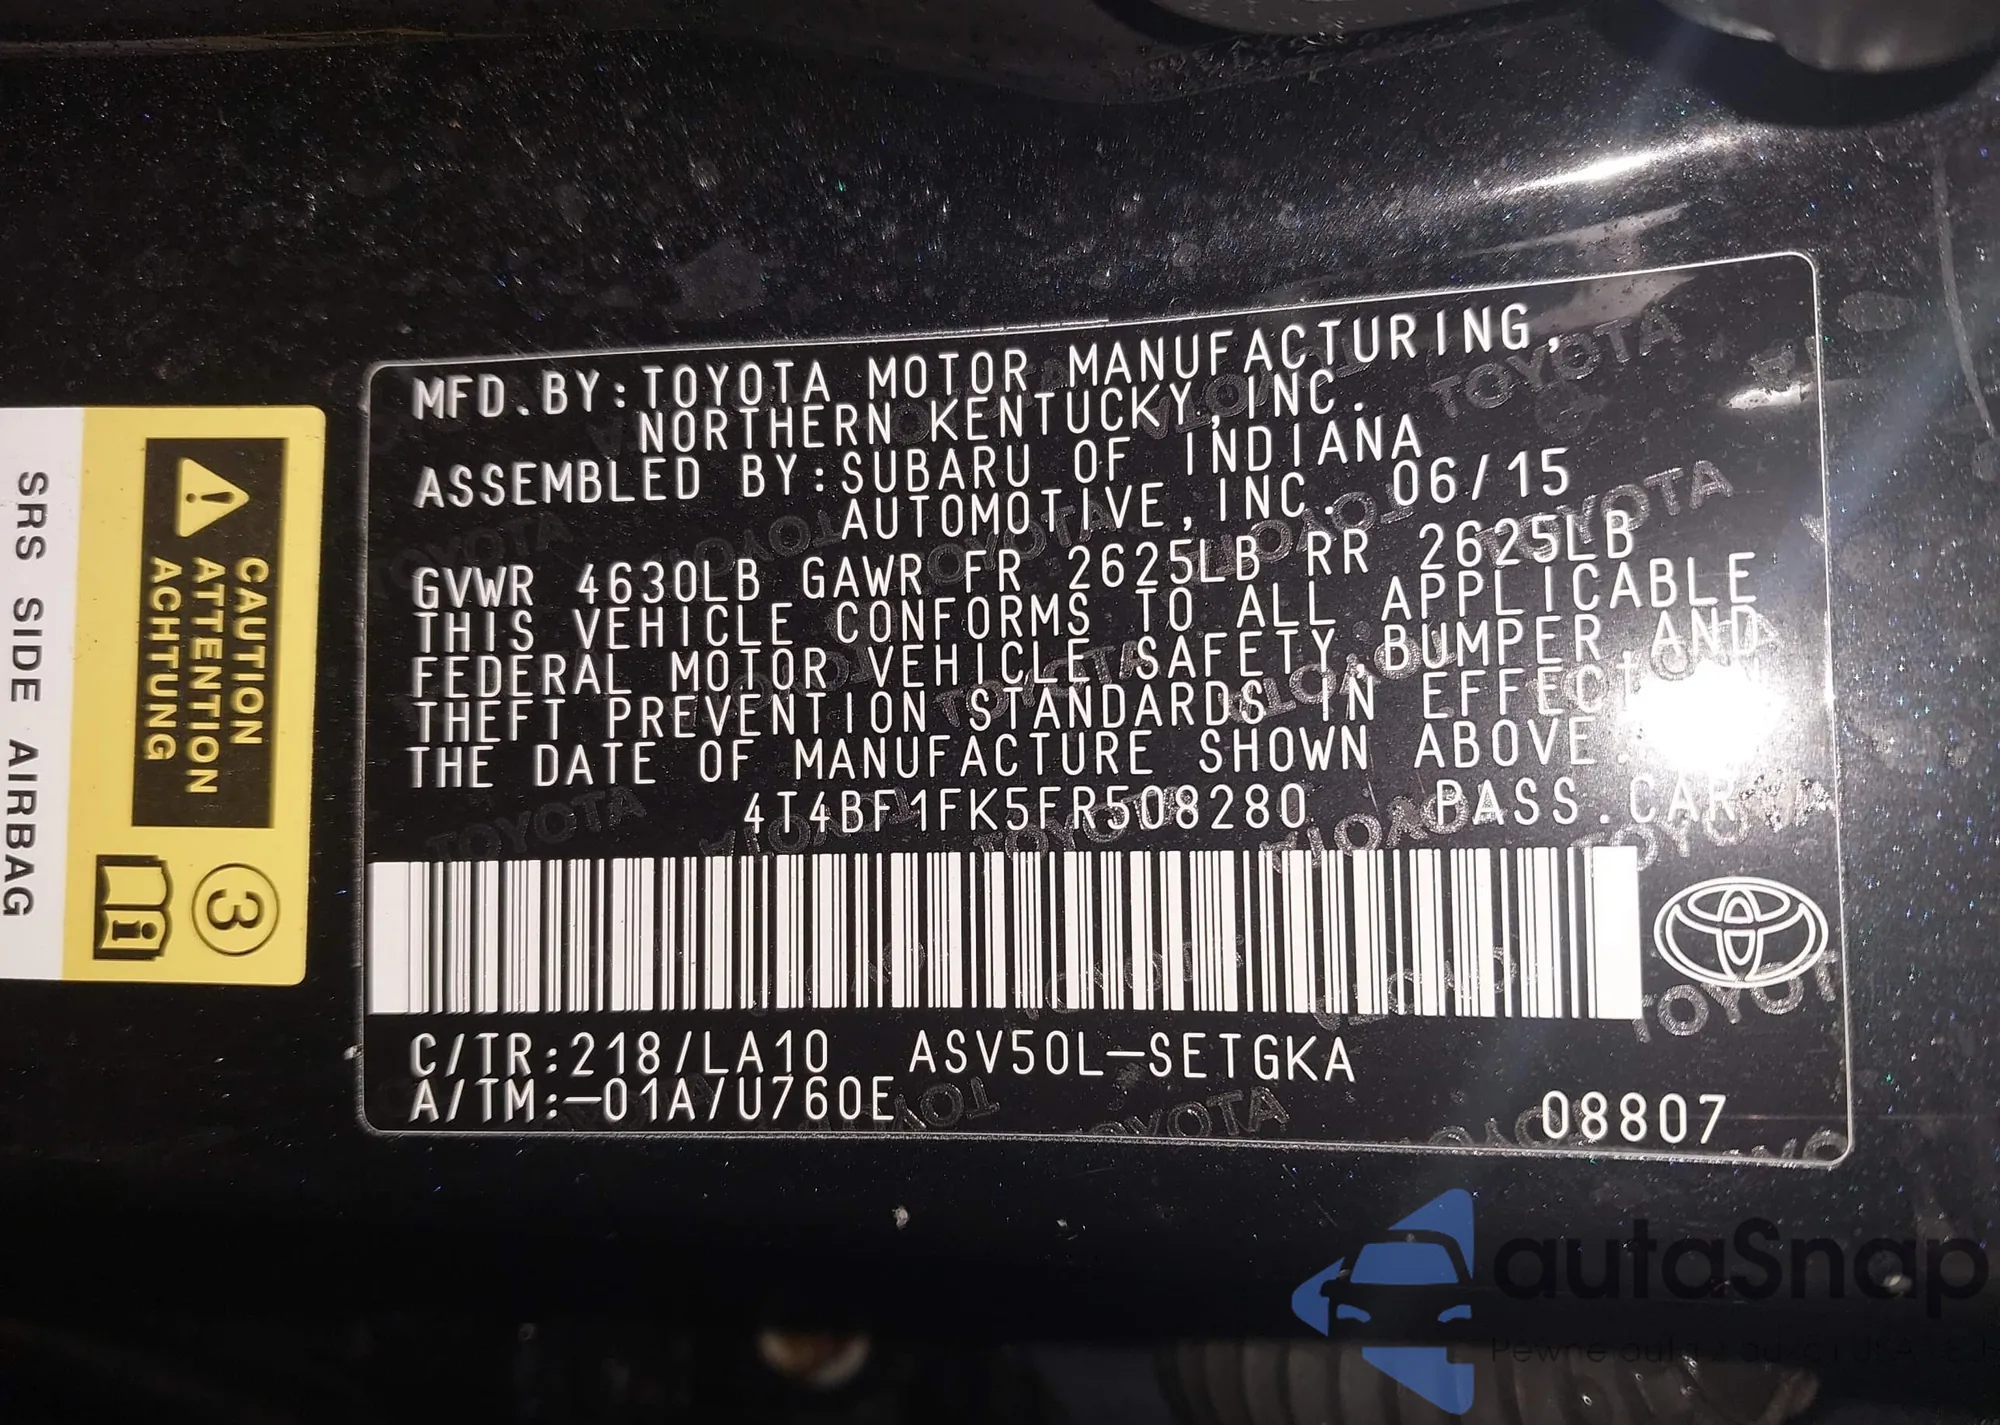 MFD.BY:TOYOTA MOTOR MANUFACTURING,
NORTHERN KENTUCKY,INC.
ASSEMBLED BY:SUBARU OF INDIANA
AUTOMOTIVE,INC. 06/15
GVWR 4630LB GAWR FR 2625LB RR 2625LB
THIS VEHICLE CONFORMS TO ALL APPLICABLE
FEDERAL MOTOR VEHICLE SAFETY,BUMPER,AND
THEFT PREVENTION STANDARDS IN EFFECT
THE DATE OF MANUFACTURE SHOWN ABOVE.
4T4BF1FK5FR508280 PASS.CAR
C/TR:218/LA10 ASV50L-SETGKA
A/TM:-01A/U760E
08807
CAUTION
ATTENTION
ACHTUNG
3
SRS SIDE AIRBAG
autaSnap